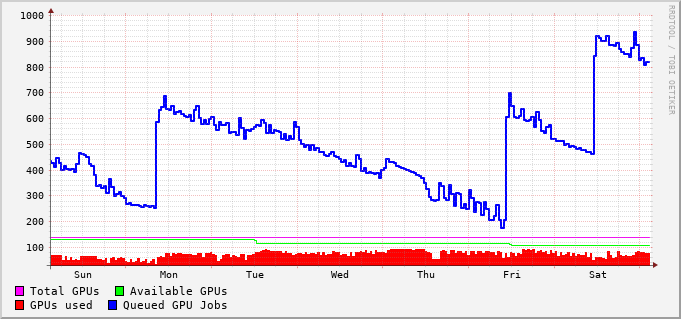 1000
900
800
700
600
500
400
300
200
100
Sun Mon Tue Wed Thu Fri Sat
Total GPUs Available GPUs
GPUs used Queued GPU Jobs
RRDTOOL / TOBI OETIKER